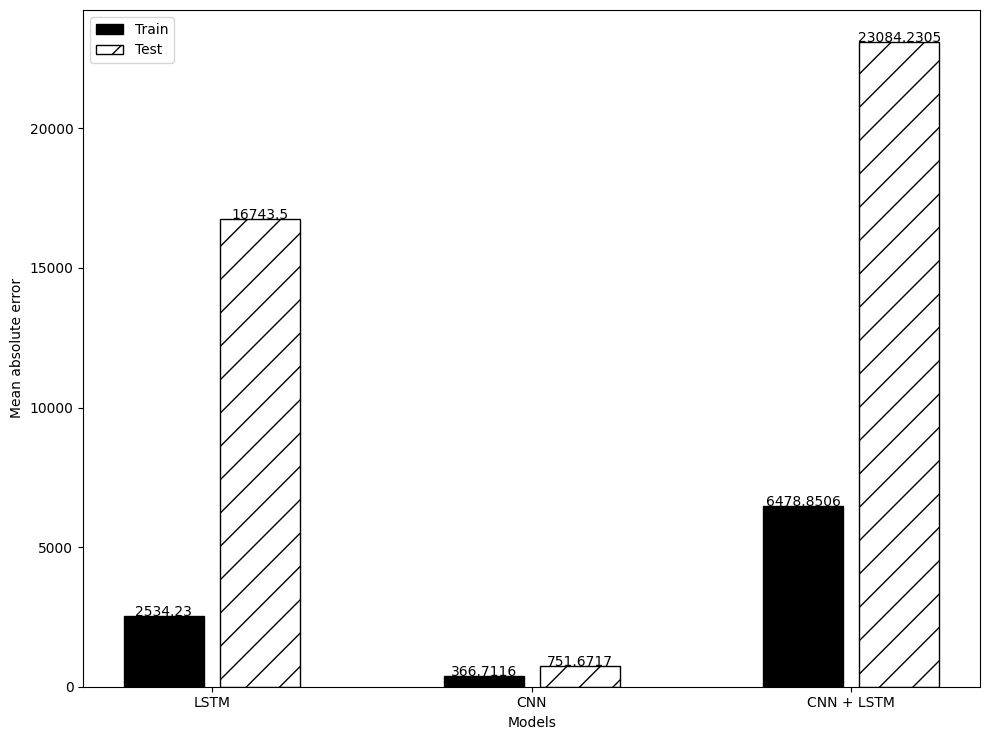 Train
Test
23084.2305
20000
16743.5
15000
10000
6478.8506
5000
2534.23
751.6717
366.7116
0
Mean absolute error
LSTM
CNN
CNN + LSTM
Models